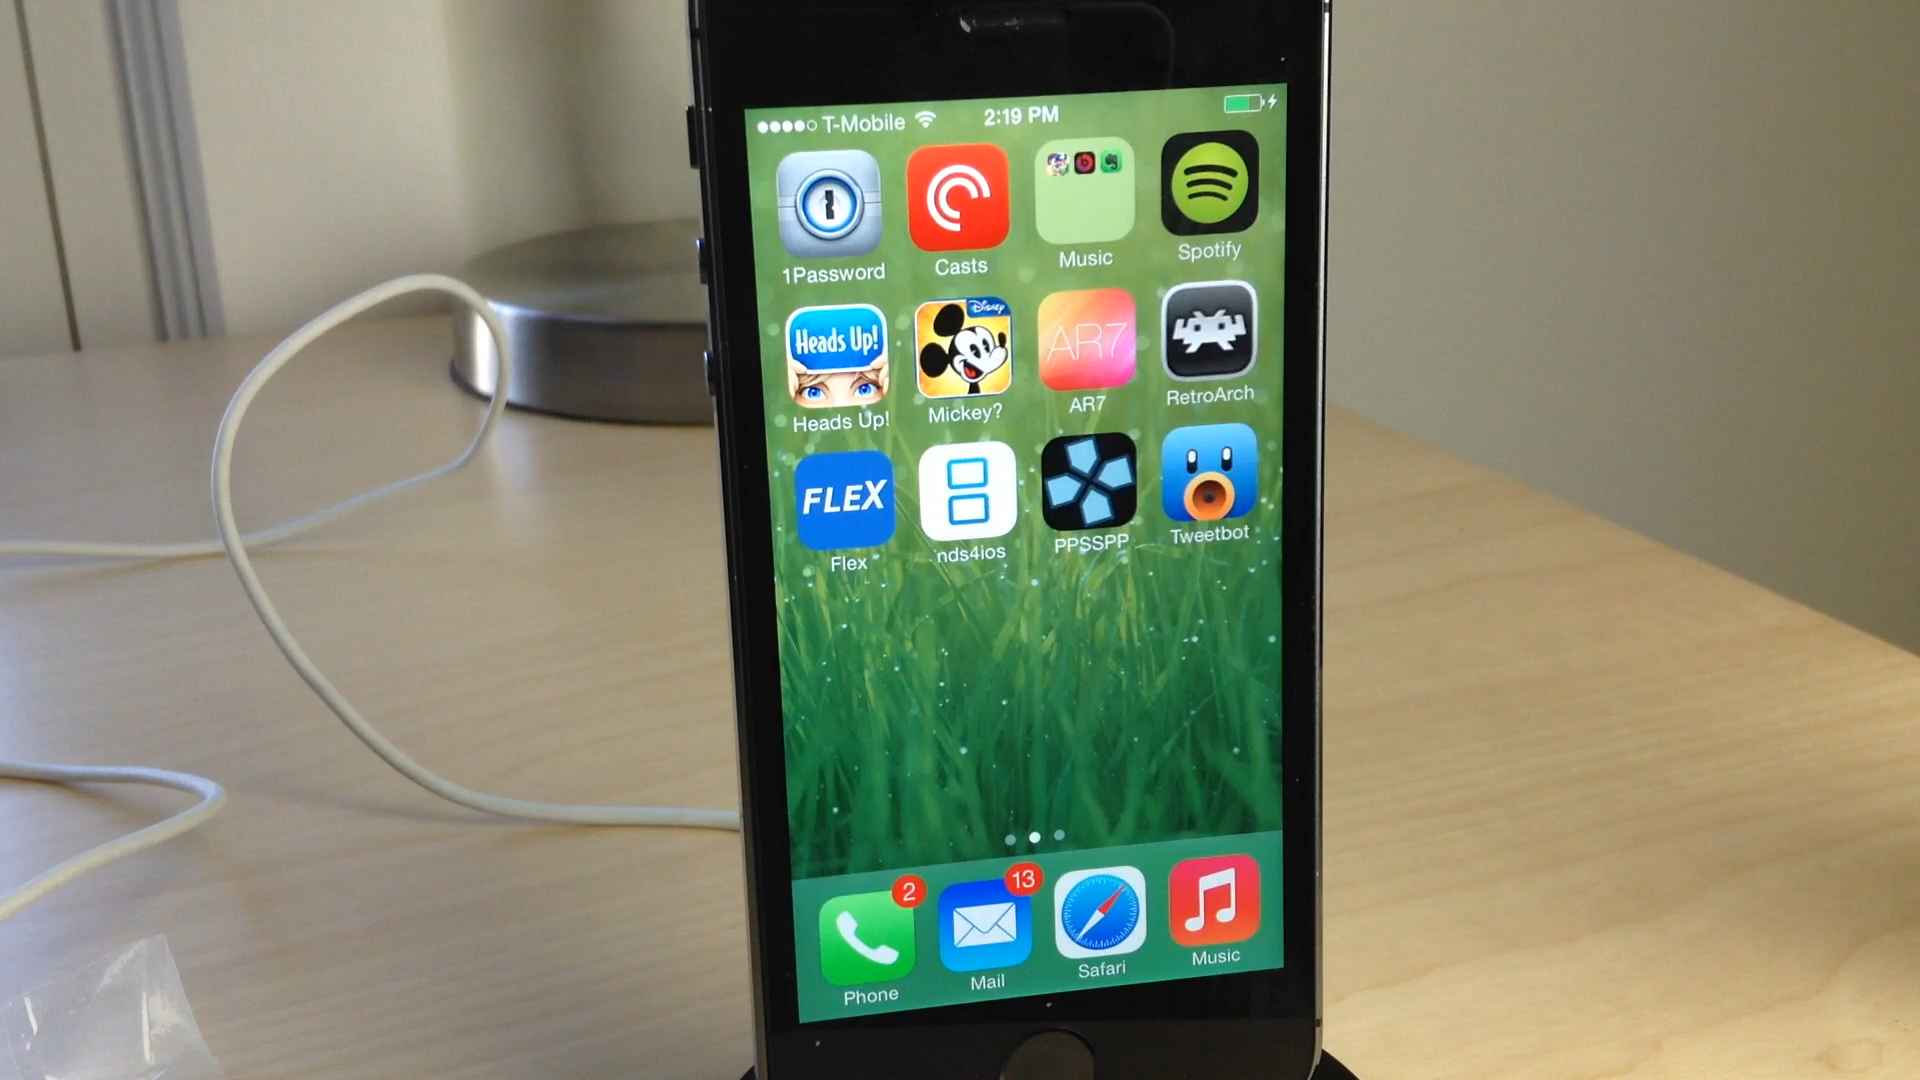 T-Mobile 2:19 PM
1Password Casts Music Spotify
Heads Up! Disney AR7
Heads Up! Mickey? AR7 RetroArch
FLEX
Flex nds4ios PPSSPP Tweetbot
2 13
Phone Mail Safari Music